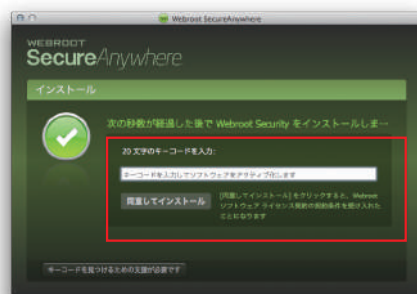 Webroot SecureAnywhere
WEBROOT
SecureAnywhere
インストール
次の秒数が経過した後で Webroot Security をインストールしま…
20 文字のキーコードを入力:
キーコードを入力してソフトウェアをアクティブ化します
同意してインストール
[同意してインストール] をクリックすると、Webroot
ソフトウェア ライセンス契約の契約条件を受け入れた
ことになります
キーコードを見つけるための支援が必要です